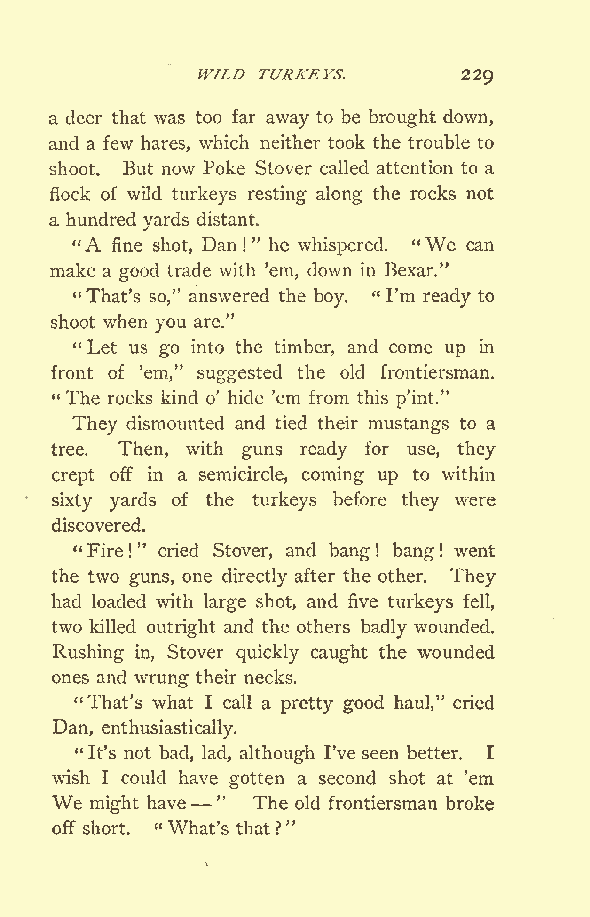 WILD TURKEYS. 229
a deer that was too far away to be brought down,
and a few hares, which neither took the trouble to
shoot. But now Poke Stover called attention to a
flock of wild turkeys resting along the rocks not
a hundred yards distant.
"A fine shot, Dan!" he whispered. "We can
make a good trade with 'em, down in Bexar."
"That's so," answered the boy. "I'm ready to
shoot when you are."
"Let us go into the timber, and come up in
front of 'em," suggested the old frontiersman.
"The rocks kind o' hide 'em from this p'int."
They dismounted and tied their mustangs to a
tree. Then, with guns ready for use, they
crept off in a semicircle, coming up to within
sixty yards of the turkeys before they were
discovered.
"Fire!" cried Stover, and bang! bang! went
the two guns, one directly after the other. They
had loaded with large shot, and five turkeys fell,
two killed outright and the others badly wounded.
Rushing in, Stover quickly caught the wounded
ones and wrung their necks.
"That's what I call a pretty good haul," cried
Dan, enthusiastically.
"It's not bad, lad, although I've seen better. I
wish I could have gotten a second shot at 'em
We might have—" The old frontiersman broke
off short. "What's that?"